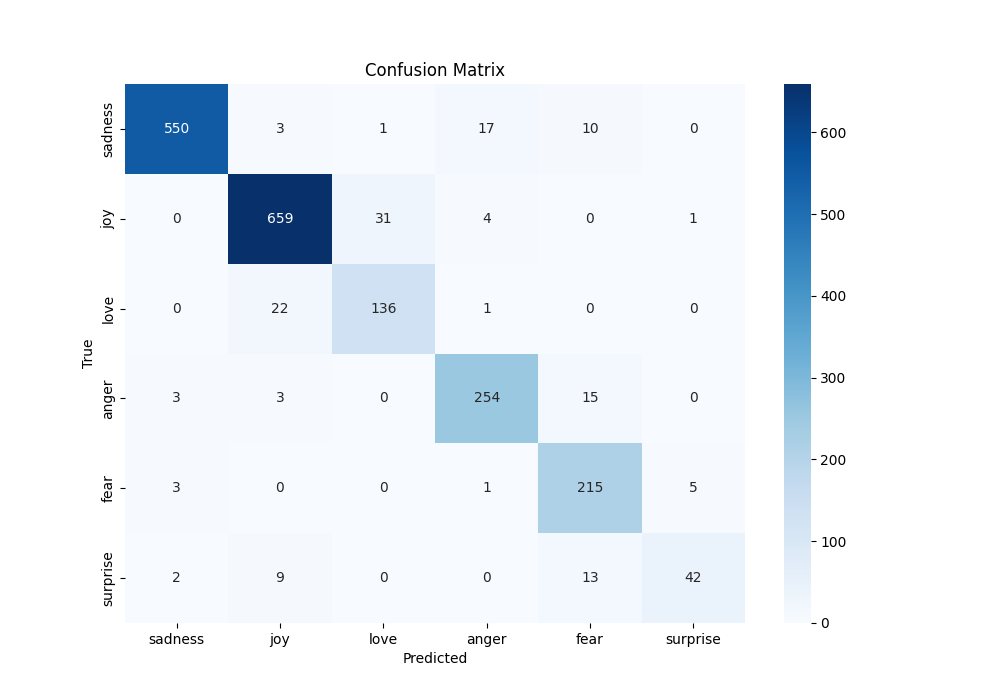 Confusion Matrix
True
sadness 550 3 1 17 10 0
joy 0 659 31 4 0 1
love 0 22 136 1 0 0
anger 3 3 0 254 15 0
fear 3 0 0 1 215 5
surprise 2 9 0 0 13 42
sadness joy love anger fear surprise
Predicted
600
500
400
300
200
100
0